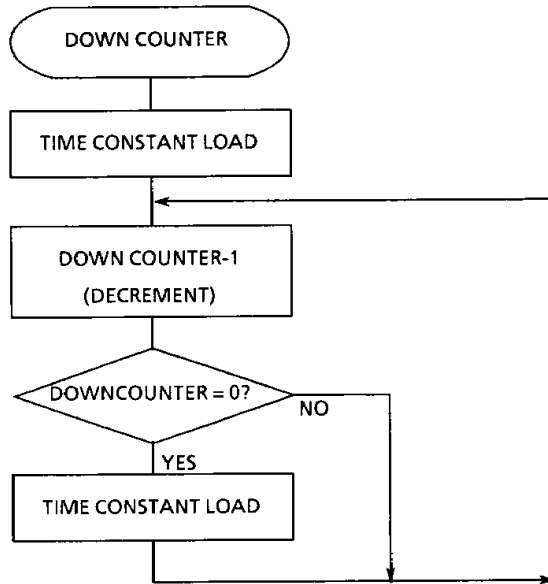 DOWN COUNTER
TIME CONSTANT LOAD
DOWN COUNTER-1
(DECREMENT)
DOWNCOUNTER = 0?
NO
YES
TIME CONSTANT LOAD